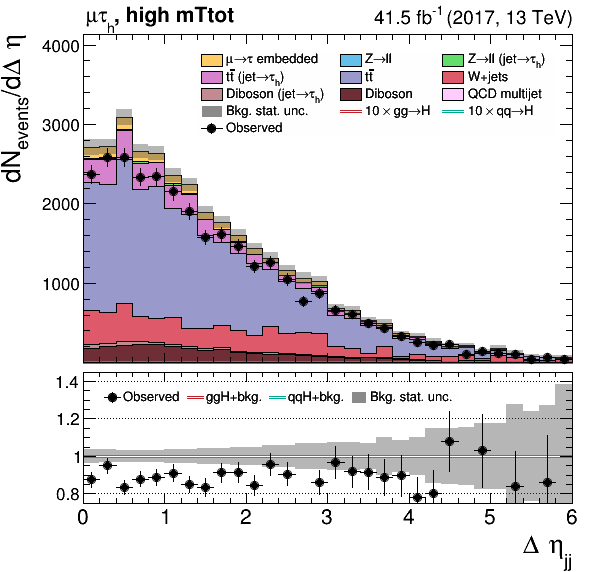 μτh, high mTtot 41.5 fb⁻¹ (2017, 13 TeV)
dNevents/dΔ η
4000
3000
2000
1000
μ→τ embedded Z→ll Z→ll (jet→τh)
tt̄ (jet→τh) tt̄ W+jets
Diboson (jet→τh) Diboson QCD multijet
Bkg. stat. unc. 10 × gg→H 10 × qq→H
Observed
1.4
1.2
1
0.8
Observed ggH+bkg. qqH+bkg. Bkg. stat. unc.
0 1 2 3 4 5 6
Δ ηjj